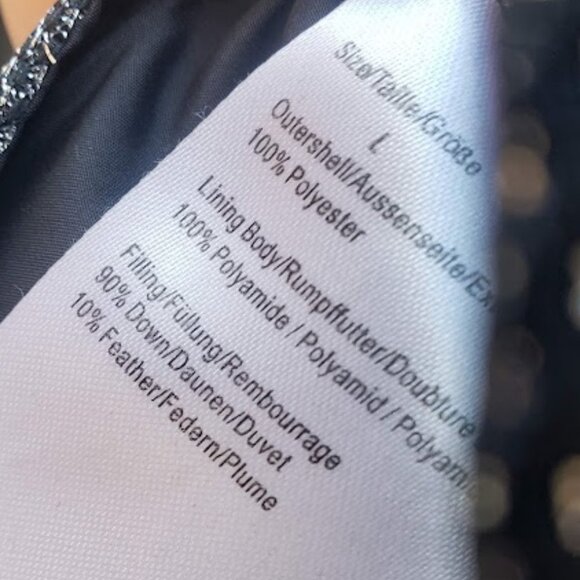 Size/Taille/Größe
L
Outershell/Aussenseite/Ex
100% Polyester
Lining Body/Rumpffutter/Doublure
100% Polyamide / Polyamid / Polyam
Filling/Füllung/Rembourrage
90% Down/Daunen/Duvet
10% Feather/Federn/Plume